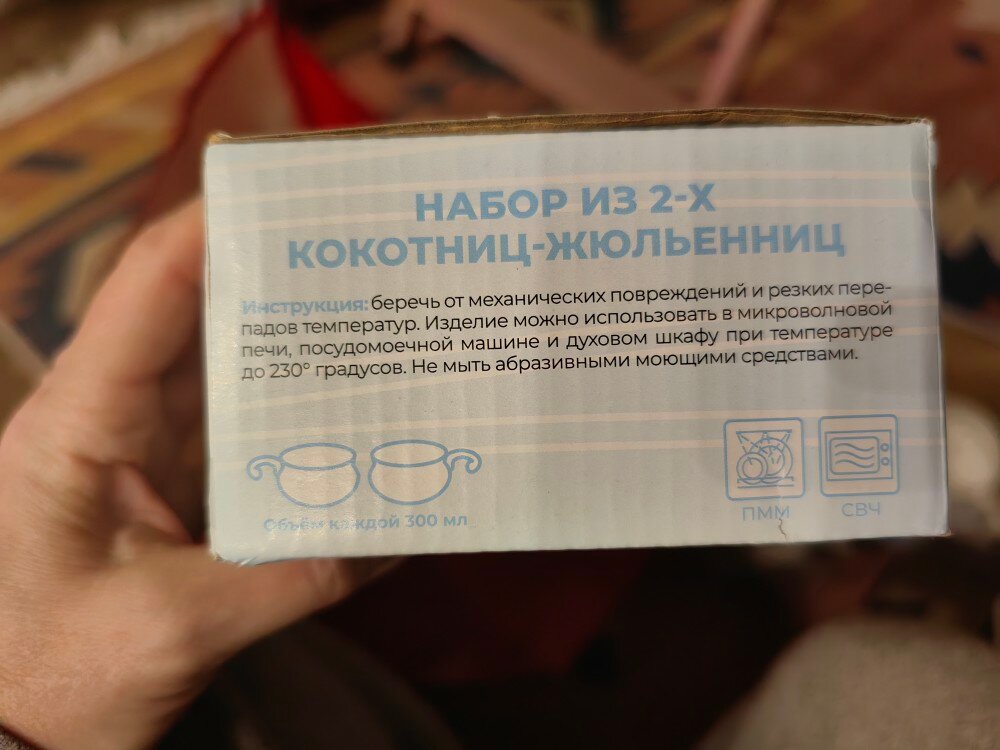 НАБОР ИЗ 2-Х
КОКОТНИЦ-ЖЮЛЬЕННИЦ
Инструкция: беречь от механических повреждений и резких пере-
падов температур. Изделие можно использовать в микроволновой
печи, посудомоечной машине и духовом шкафу при температуре
до 230° градусов. Не мыть абразивными моющими средствами.
Объём каждой 300 мл
ПММ
СВЧ